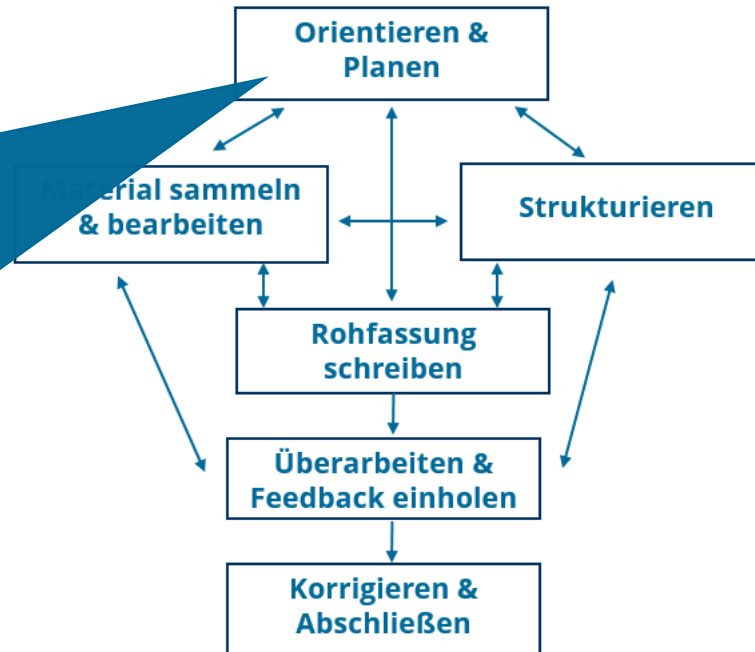 Orientieren &
Planen
Material sammeln
& bearbeiten
Strukturieren
Rohfassung
schreiben
Überarbeiten &
Feedback einholen
Korrigieren &
Abschließen